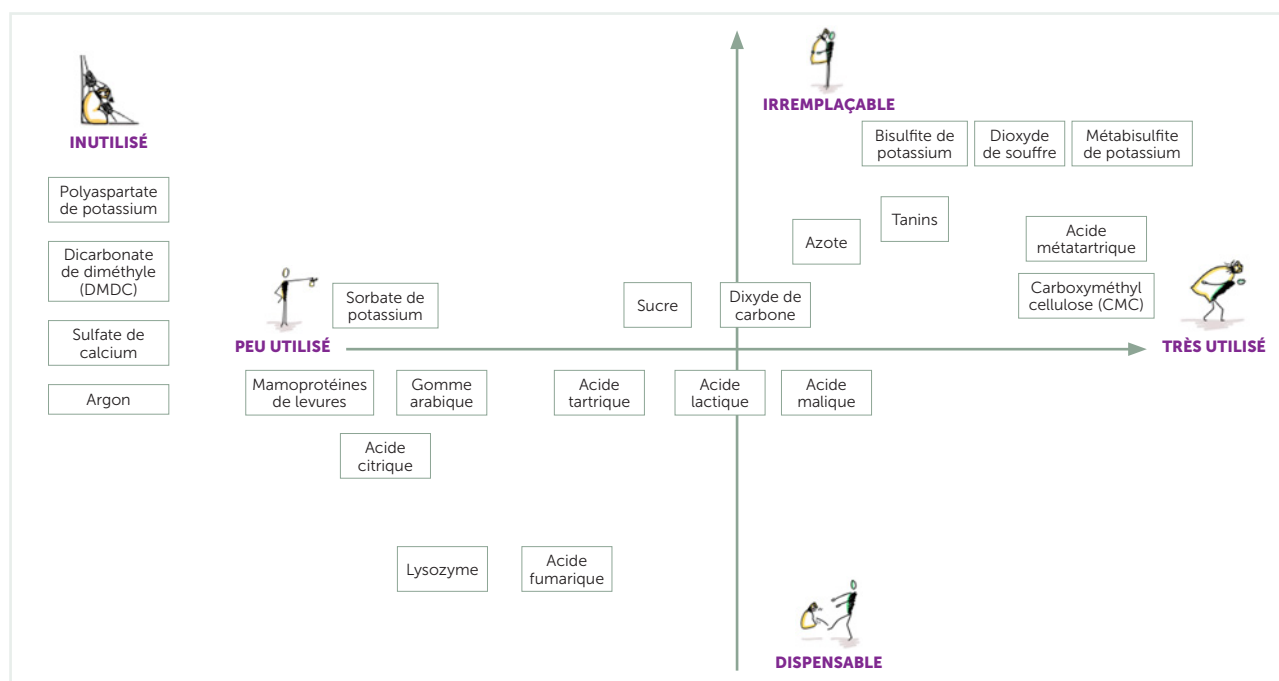 INUTILISÉ
Polyaspartate
de potassium
Dicarbonate
de diméthyle
(DMDC)
Sulfate de
calcium
Argon
IRREMPLAÇABLE
Bisulfite de
potassium
Dioxyde
de souffre
Métabisulfite
de potassium
Azote
Tanins
Acide
métatartrique
Sorbate de
potassium
Sucre
Dixyde de
carbone
Carboxyméthyl
cellulose (CMC)
PEU UTILISÉ
TRÈS UTILISÉ
Mamoprotéines
de levures
Gomme
arabique
Acide
tartrique
Acide
lactique
Acide
malique
Acide
citrique
Lysozyme
Acide
fumarique
DISPENSABLE